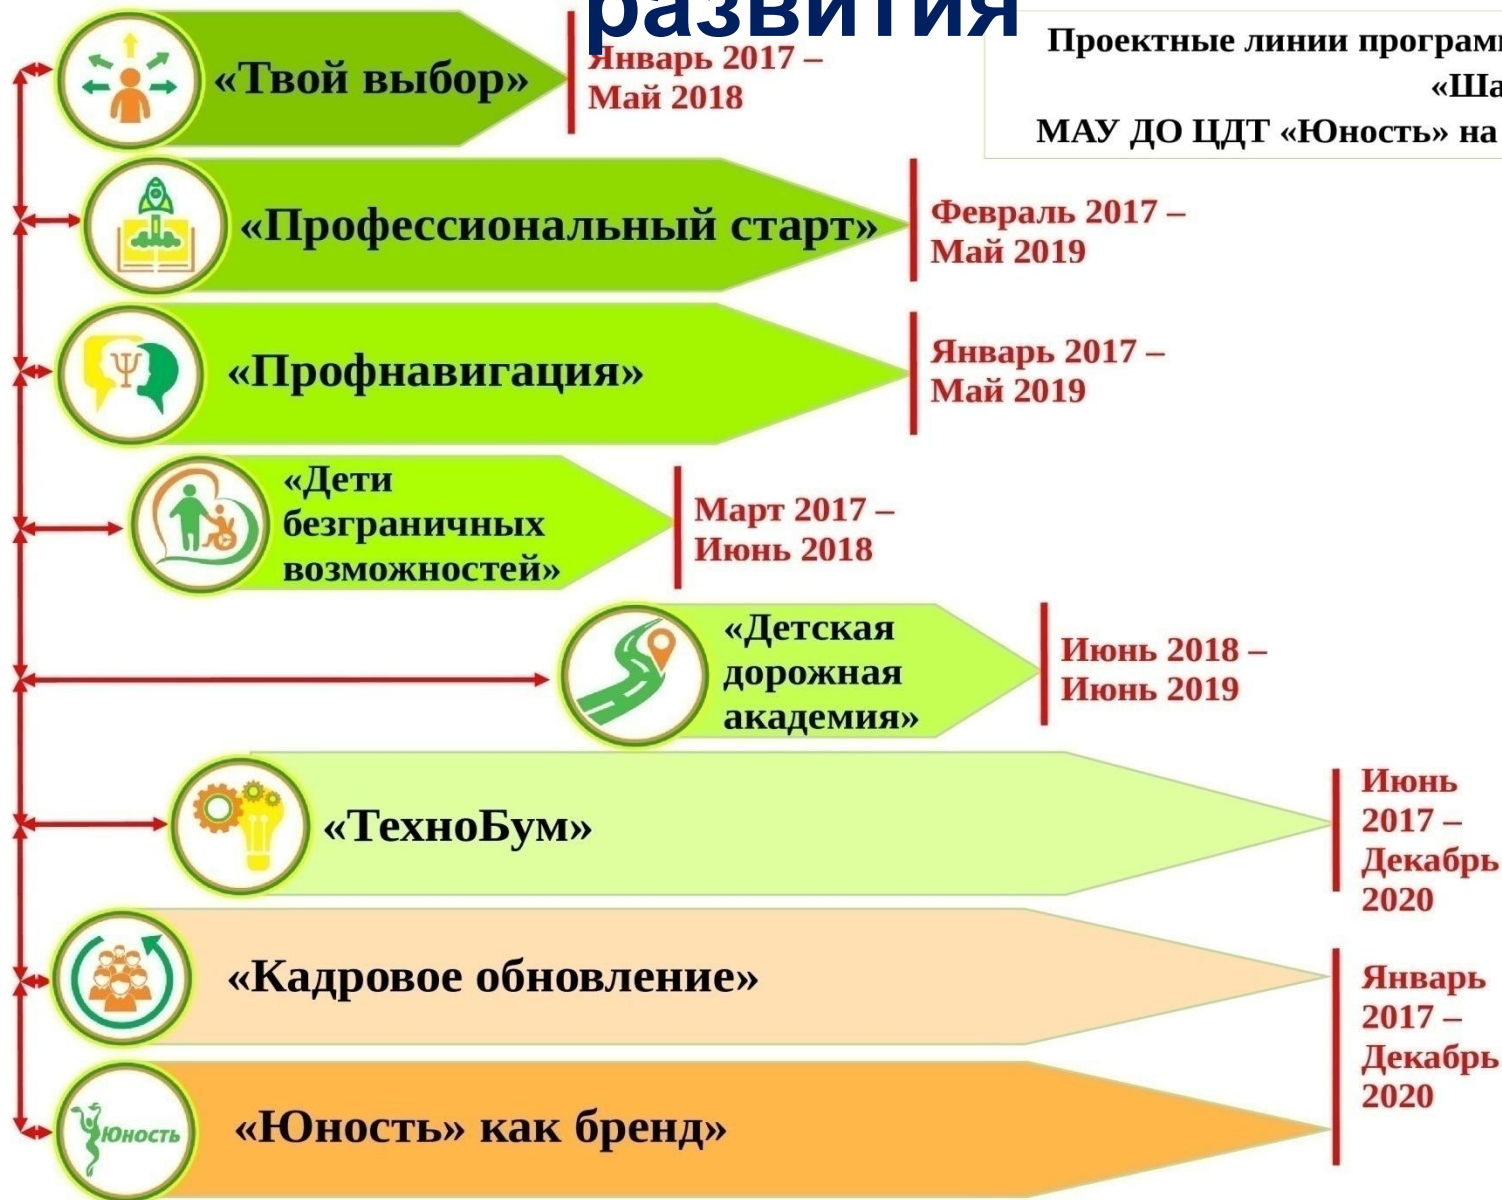 развития
Проектные линии
«Ша
МАУ ДО ЦДТ «Юность» на
«Твой выбор»
Январь 2017 –
Май 2018
«Профессиональный старт»
Февраль 2017 –
Май 2019
«Профнавигация»
Январь 2017 –
Май 2019
«Дети
безграничных
возможностей»
Март 2017 –
Июнь 2018
«Детская
дорожная
академия»
Июнь 2018 –
Июнь 2019
«ТехноБум»
Июнь
2017 –
Декабрь
2020
«Кадровое обновление»
Январь
2017 –
Декабрь
2020
Юность
«Юность» как бренд»